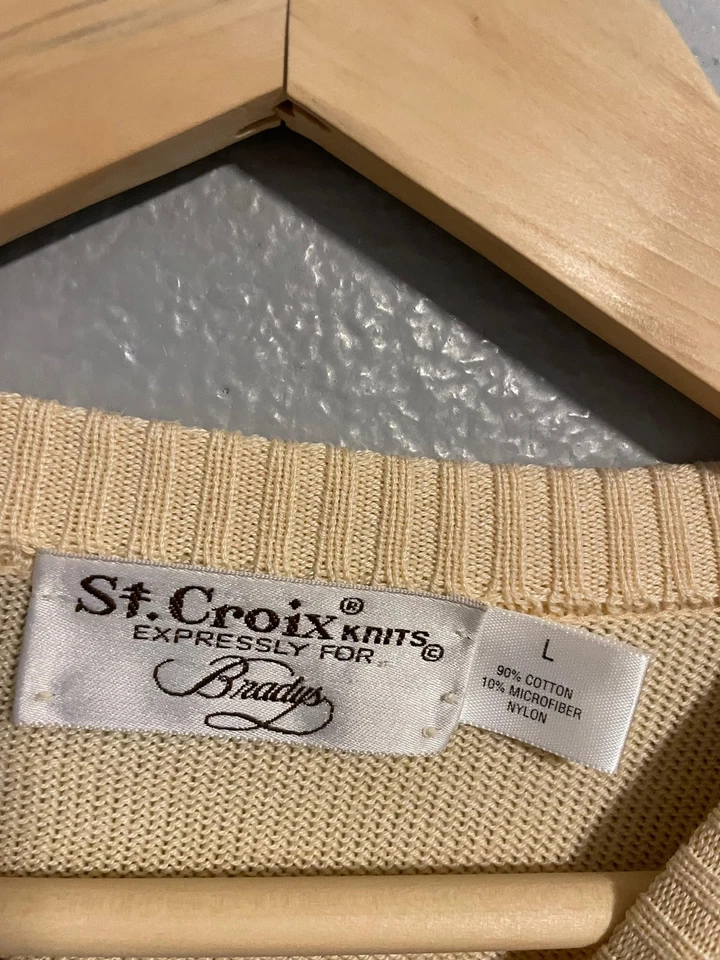 St. Croix® KNITS©
EXPRESSLY FOR
Bradys
L
90% COTTON
10% MICROFIBER
NYLON